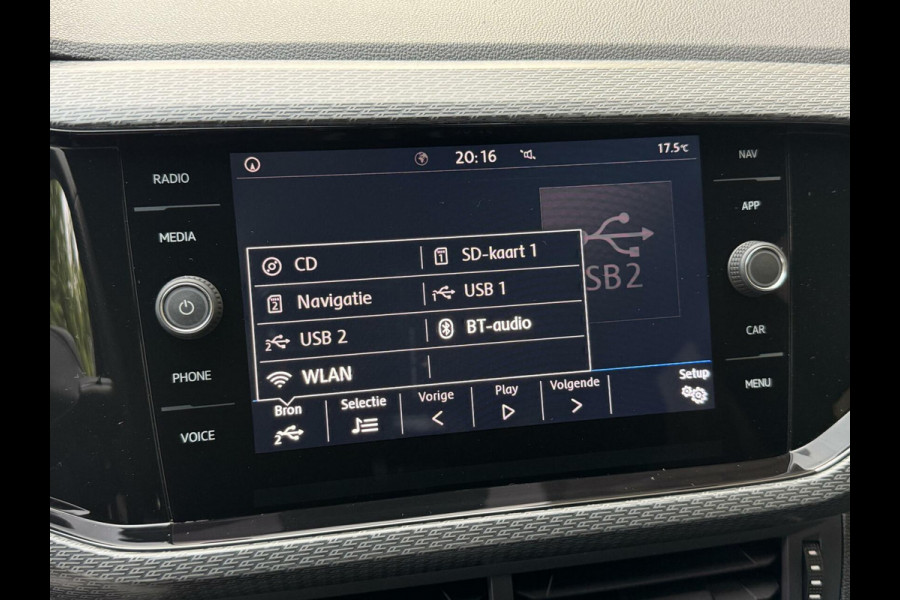 RADIO
MEDIA
PHONE
VOICE
20:16
17.5°C
CD
SD-kaart 1
Navigatie
USB 1
USB 2
BT-audio
WLAN
Bron
Selectie
Vorige
Play
Volgende
Setup
NAV
APP
CAR
MENU